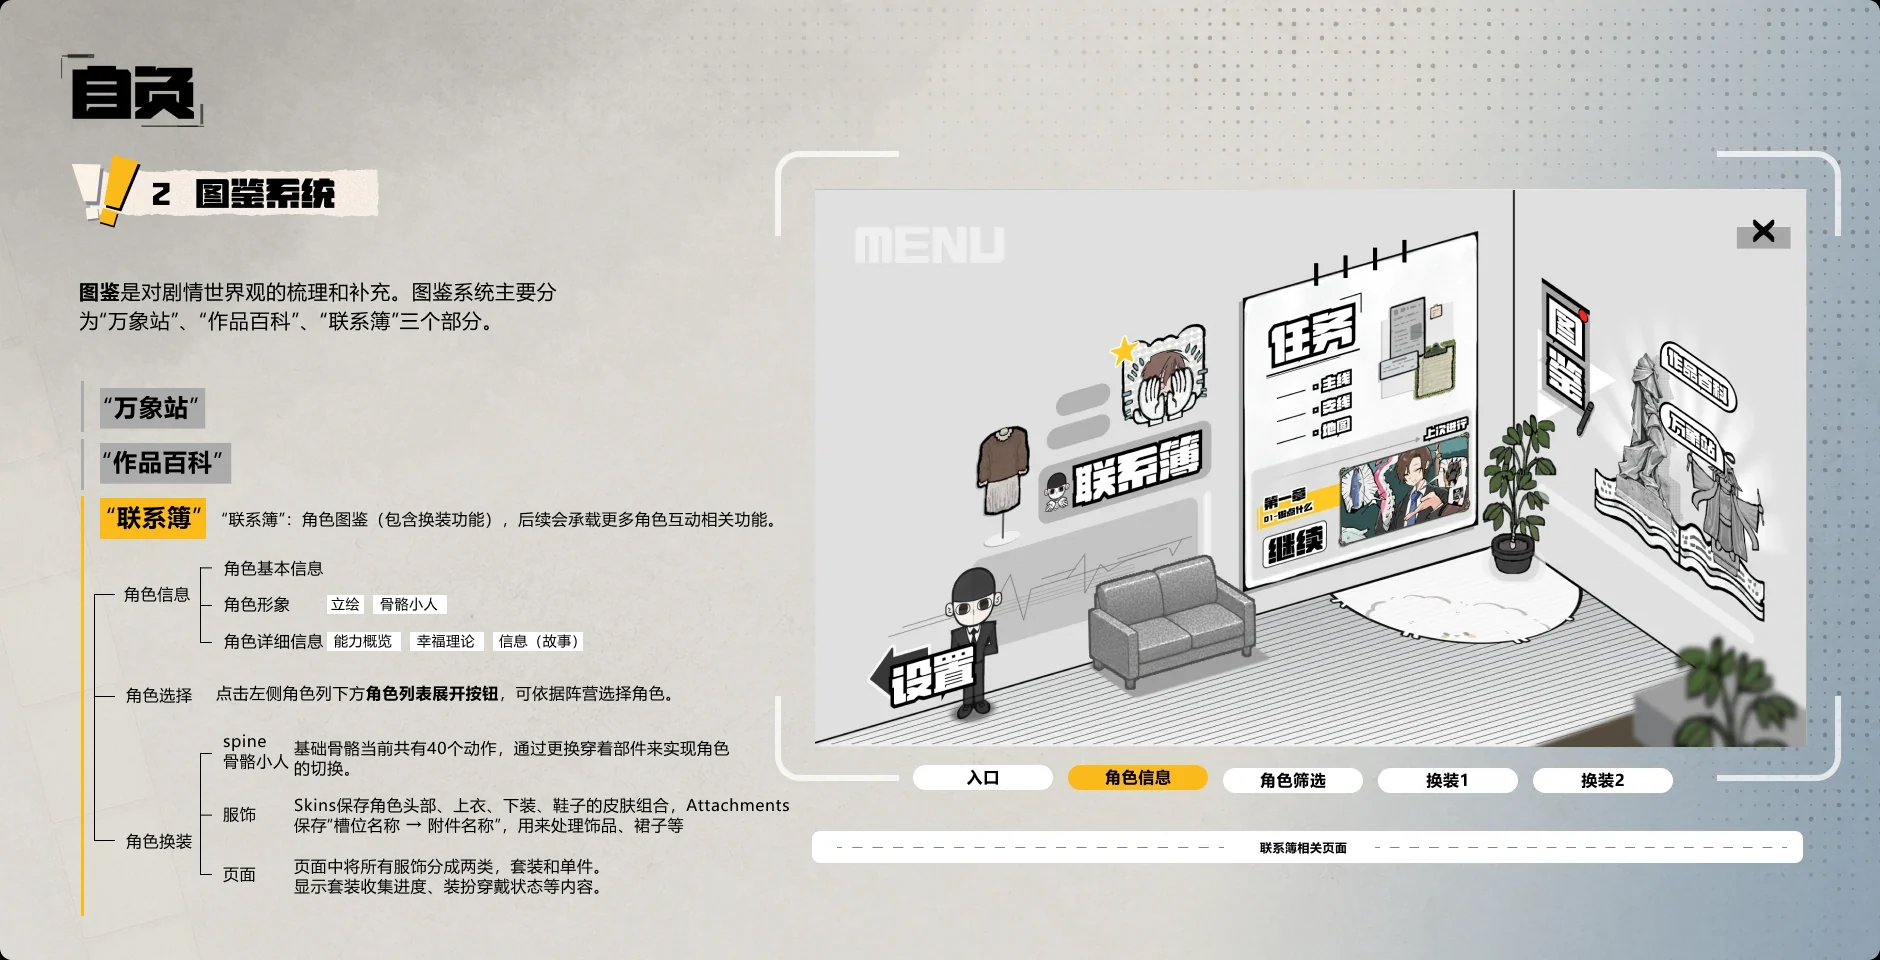 自负
2 图鉴系统
图鉴是对剧情世界观的梳理和补充。图鉴系统主要分
为“万象站”、“作品百科”、“联系簿”三个部分。
“万象站”
“作品百科”
“联系簿”
“联系簿”：角色图鉴（包含换装功能），后续会承载更多角色互动相关功能。
角色信息
角色基本信息
角色形象 立绘 骨骼小人
角色详细信息 能力概览 幸福理论 信息（故事）
角色选择 点击左侧角色列下方角色列表展开按钮，可依据阵营选择角色。
角色换装
spine
骨骼小人
基础骨骼当前共有40个动作，通过更换穿着部件来实现角色
的切换。
服饰
Skins保存角色头部、上衣、下装、鞋子的皮肤组合，Attachments
保存“槽位名称 → 附件名称”，用来处理饰品、裙子等
页面
页面中将所有服饰分成两类，套装和单件。
显示套装收集进度、装扮穿戴状态等内容。
MENU
任务
·主线
·支线
·地图
上次进行
第一章
01-做点什么
继续
联系簿
设置
图鉴
作品百科
万象站
入口 角色信息 角色筛选 换装1 换装2
联系簿相关页面